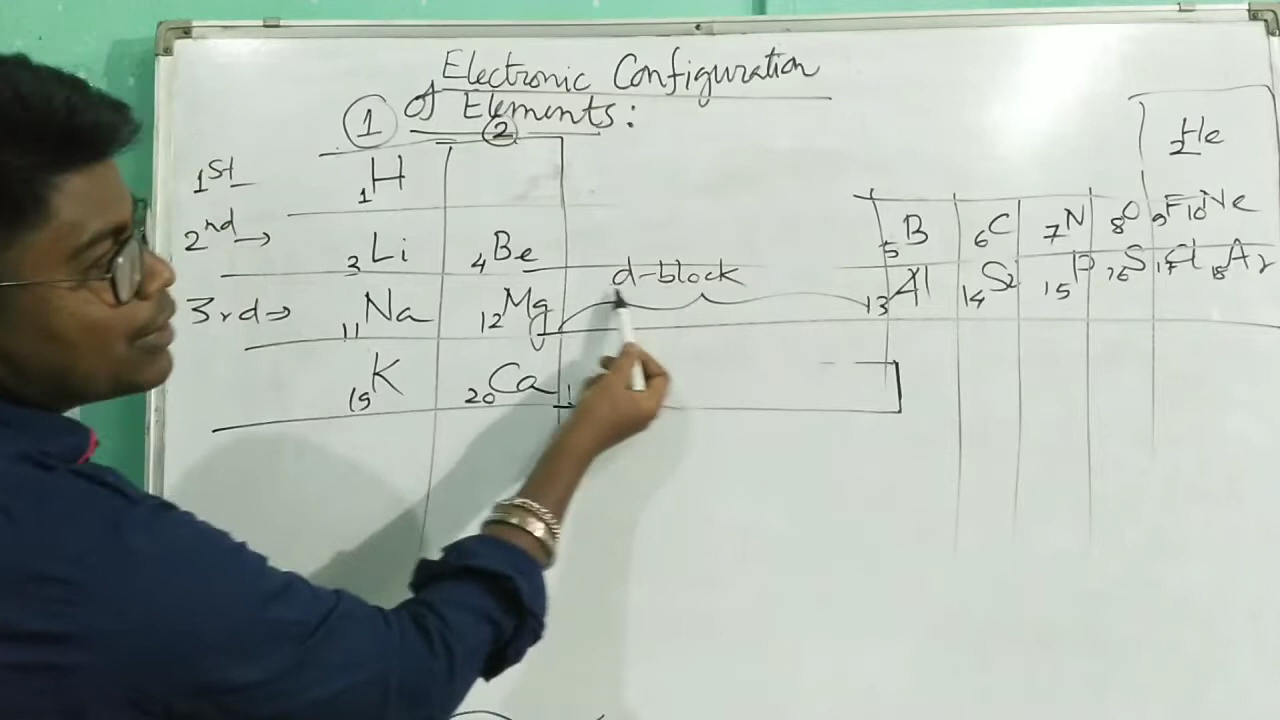 Electronic Configuration
of Elements:
1 2
1st 1H 2He
2nd → 3Li 4Be 5B 6C 7N 8O 9F 10Ne
d-block
3rd → 11Na 12Mg 13Al 14Si 15P 16S 17Cl 18Ar
19K 20Ca